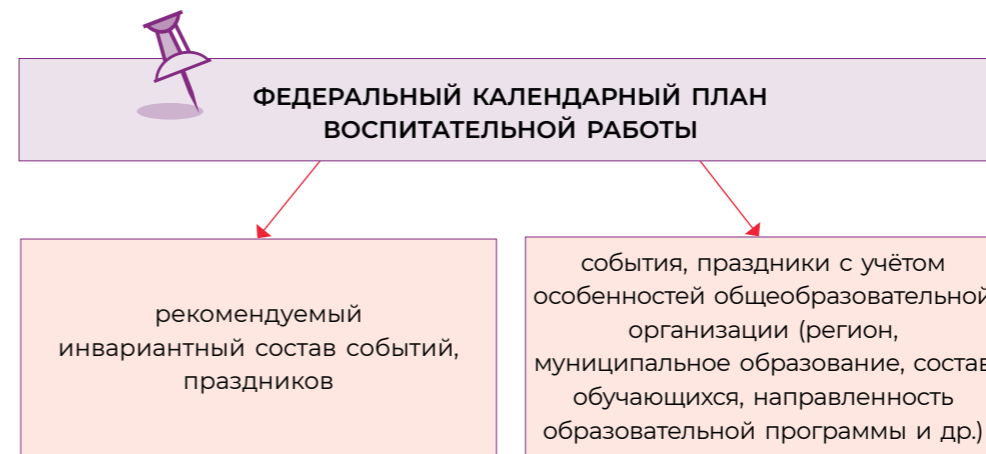 ФЕДЕРАЛЬНЫЙ КАЛЕНДАРНЫЙ ПЛАН
ВОСПИТАТЕЛЬНОЙ РАБОТЫ
рекомендуемый
инвариантный состав событий,
праздников
события, праздники с учётом
особенностей общеобразовательной
организации (регион,
муниципальное образование, состав
обучающихся, направленность
образовательной программы и др.)